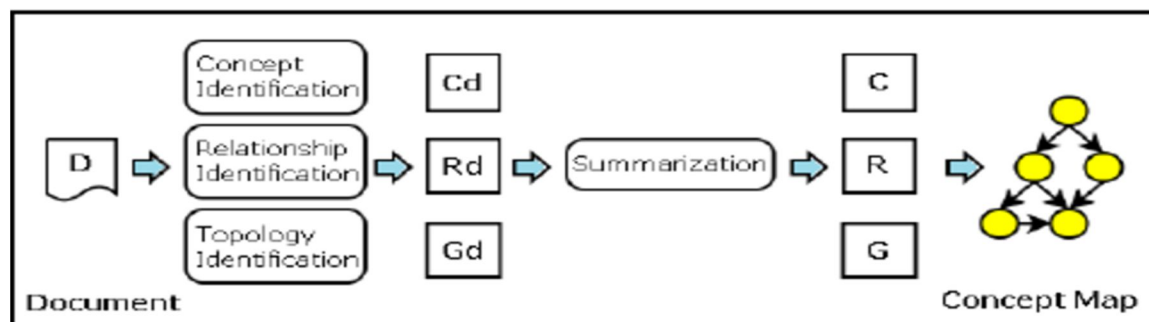 Concept
Identification
Cd
C
D
Relationship
Identification
Rd
Summarization
R
Topology
Identification
Gd
G
Document
Concept Map